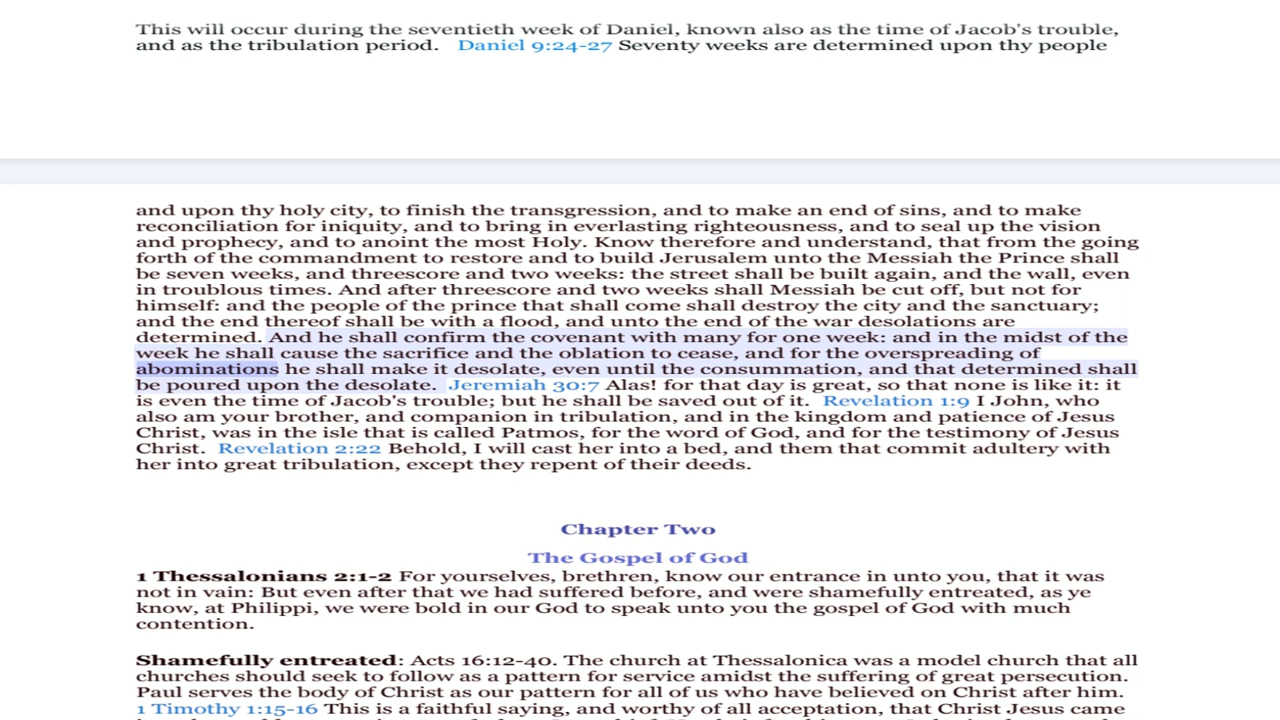 This will occur during the seventieth week of Daniel, known also as the time of Jacob's trouble,
and as the tribulation period. Daniel 9:24-27 Seventy weeks are determined upon thy people
and upon thy holy city, to finish the transgression, and to make an end of sins, and to make
reconciliation for iniquity, and to bring in everlasting righteousness, and to seal up the vision
and prophecy, and to anoint the most Holy. Know therefore and understand, that from the going
forth of the commandment to restore and to build Jerusalem unto the Messiah the Prince shall
be seven weeks, and threescore and two weeks: the street shall be built again, and the wall, even
in troublous times. And after threescore and two weeks shall Messiah be cut off, but not for
himself: and the people of the prince that shall come shall destroy the city and the sanctuary;
and the end thereof shall be with a flood, and unto the end of the war desolations are
determined. And he shall confirm the covenant with many for one week: and in the midst of the
week he shall cause the sacrifice and the oblation to cease, and for the overspreading of
abominations he shall make it desolate, even until the consummation, and that determined shall
be poured upon the desolate. Jeremiah 30:7 Alas! for that day is great, so that none is like it: it
is even the time of Jacob's trouble; but he shall be saved out of it. Revelation 1:9 I John, who
also am your brother, and companion in tribulation, and in the kingdom and patience of Jesus
Christ, was in the isle that is called Patmos, for the word of God, and for the testimony of Jesus
Christ. Revelation 2:22 Behold, I will cast her into a bed, and them that commit adultery with
her into great tribulation, except they repent of their deeds.
Chapter Two
The Gospel of God
1 Thessalonians 2:1-2 For yourselves, brethren, know our entrance in unto you, that it was
not in vain: But even after that we had suffered before, and were shamefully entreated, as ye
know, at Philippi, we were bold in our God to speak unto you the gospel of God with much
contention.
Shamefully entreated: Acts 16:12-40. The church at Thessalonica was a model church that all
churches should seek to follow as a pattern for service amidst the suffering of great persecution.
Paul serves the body of Christ as our pattern for all of us who have believed on Christ after him.
1 Timothy 1:15-16 This is a faithful saying, and worthy of all acceptation, that Christ Jesus came